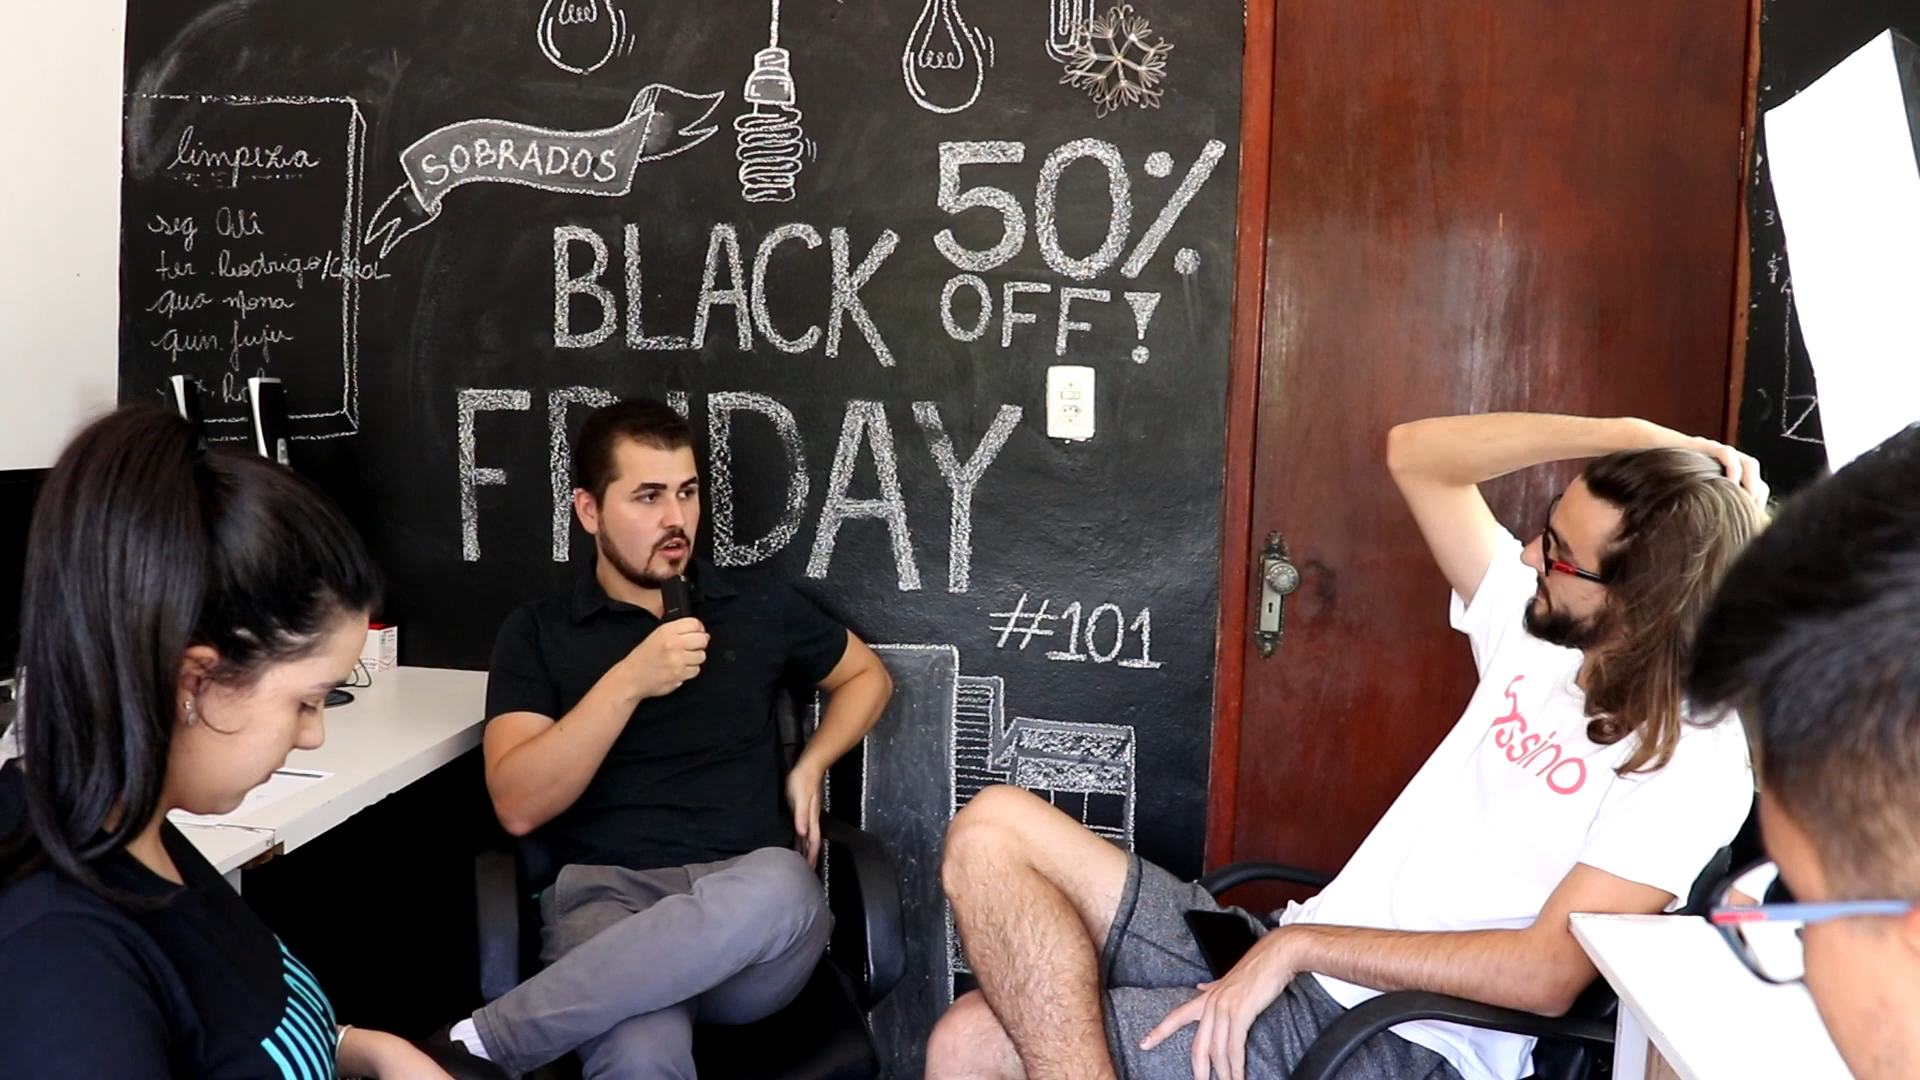 limpeza
seg Ali
ter. Rodrigo/Carol
qua mona
quin. juju
SOBRADOS
50%
OFF!
BLACK
FRIDAY
#101